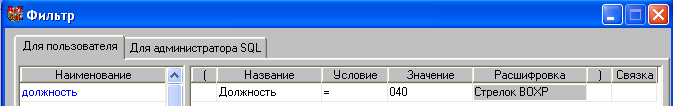 Фильтр
Для пользователя Для администратора SQL
Наименование ( Название Условие Значение Расшифровка ) Связка
должность Должность = 040 Стрелок ВОХР